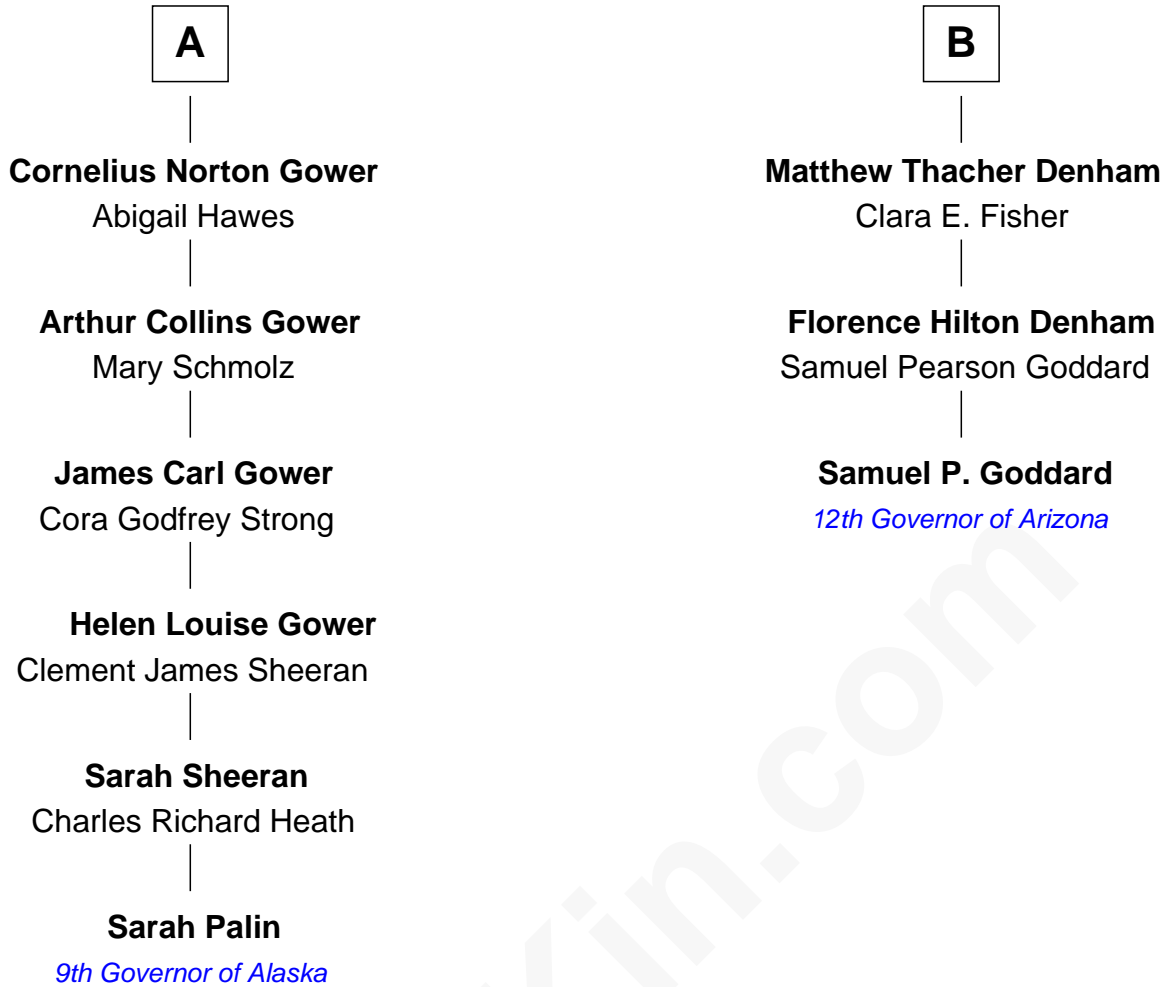 A
Cornelius Norton Gower
Abigail Hawes
Arthur Collins Gower
Mary Schmolz
James Carl Gower
Cora Godfrey Strong
Helen Louise Gower
Clement James Sheeran
Sarah Sheeran
Charles Richard Heath
Sarah Palin
9th Governor of Alaska
B
Matthew Thacher Denham
Clara E. Fisher
Florence Hilton Denham
Samuel Pearson Goddard
Samuel P. Goddard
12th Governor of Arizona
Kin.com